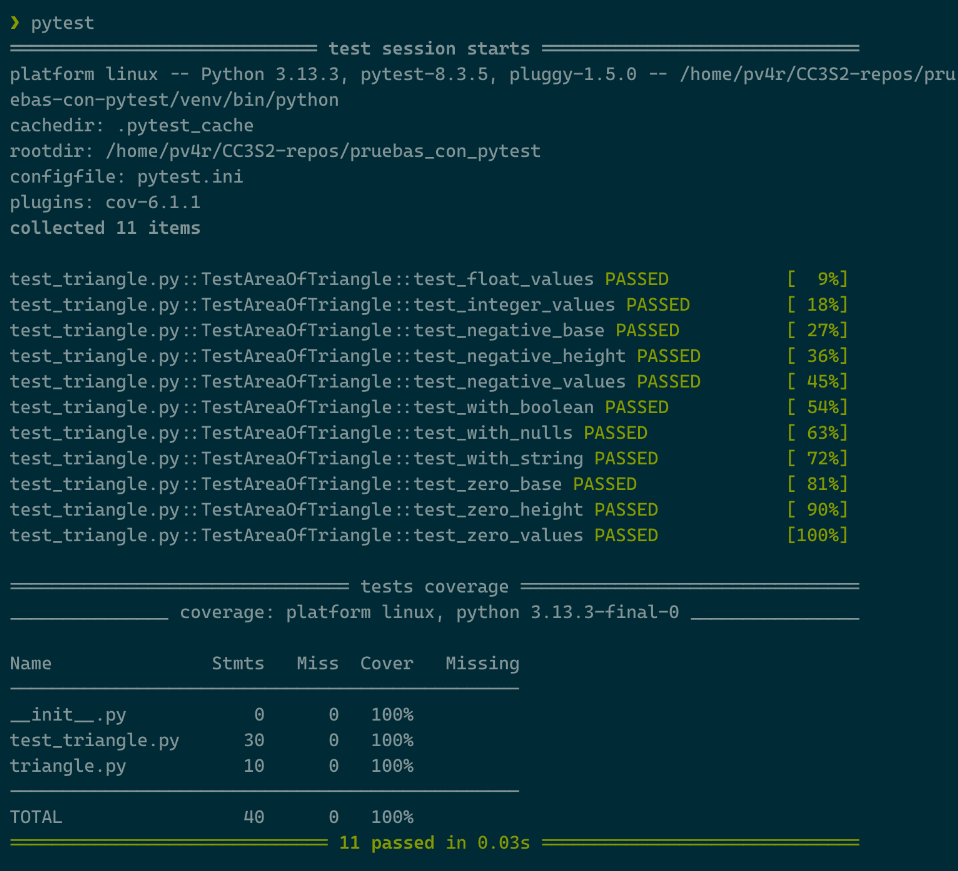 ❯ pytest
============================= test session starts ==============================
platform linux -- Python 3.13.3, pytest-8.3.5, pluggy-1.5.0 -- /home/pv4r/CC3S2-repos/pru
ebas-con-pytest/venv/bin/python
cachedir: .pytest_cache
rootdir: /home/pv4r/CC3S2-repos/pruebas_con_pytest
configfile: pytest.ini
plugins: cov-6.1.1
collected 11 items
test_triangle.py::TestAreaOfTriangle::test_float_values PASSED           [  9%]
test_triangle.py::TestAreaOfTriangle::test_integer_values PASSED         [ 18%]
test_triangle.py::TestAreaOfTriangle::test_negative_base PASSED          [ 27%]
test_triangle.py::TestAreaOfTriangle::test_negative_height PASSED        [ 36%]
test_triangle.py::TestAreaOfTriangle::test_negative_values PASSED        [ 45%]
test_triangle.py::TestAreaOfTriangle::test_with_boolean PASSED           [ 54%]
test_triangle.py::TestAreaOfTriangle::test_with_nulls PASSED             [ 63%]
test_triangle.py::TestAreaOfTriangle::test_with_string PASSED            [ 72%]
test_triangle.py::TestAreaOfTriangle::test_zero_base PASSED              [ 81%]
test_triangle.py::TestAreaOfTriangle::test_zero_height PASSED            [ 90%]
test_triangle.py::TestAreaOfTriangle::test_zero_values PASSED            [100%]
================================ tests coverage ================================
_______________ coverage: platform linux, python 3.13.3-final-0 ________________
Name               Stmts   Miss  Cover   Missing
------------------------------------------------
__init__.py            0      0   100%
test_triangle.py      30      0   100%
triangle.py           10      0   100%
------------------------------------------------
TOTAL                 40      0   100%
============================== 11 passed in 0.03s ==============================